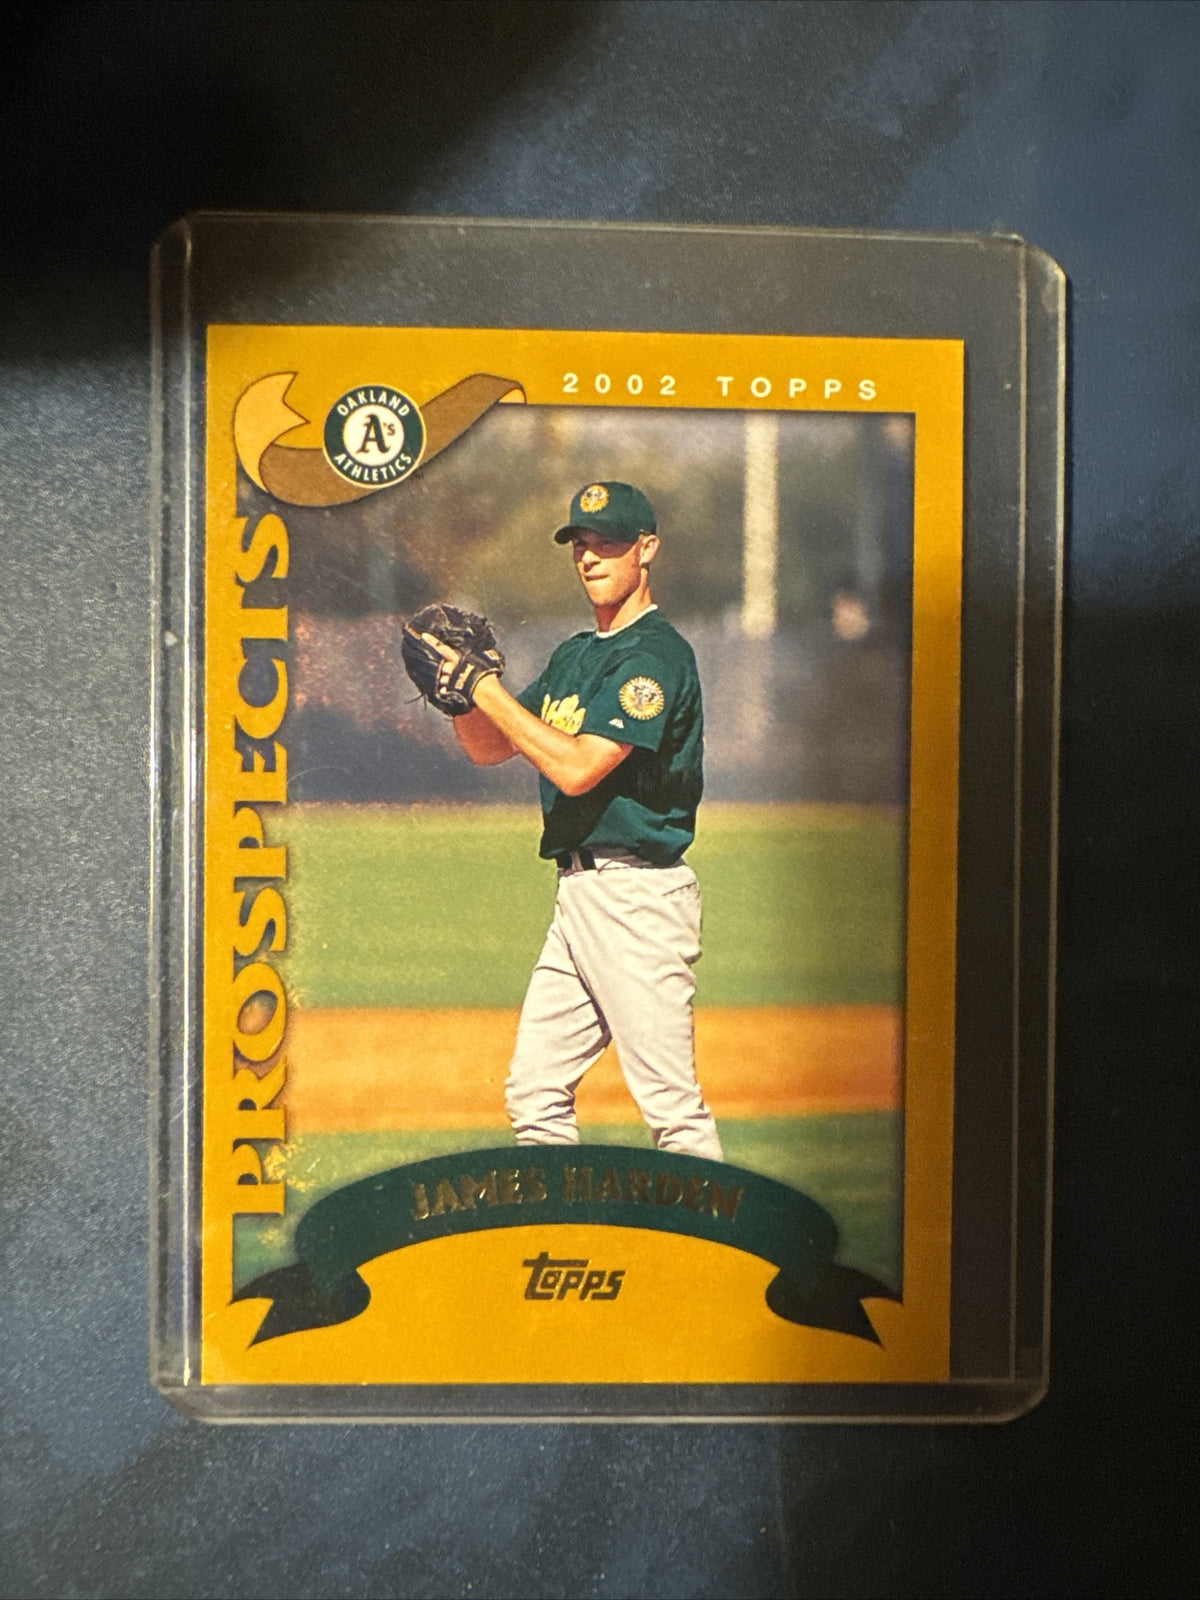 2002 TOPPS
OAKLAND
A's
ATHLETICS
PROSPECTS
JAMES HARDEN
Topps